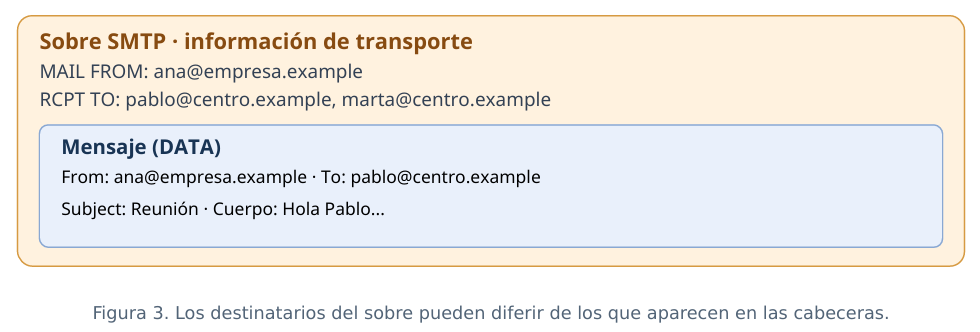 Sobre SMTP · información de transporte
MAIL FROM: ana@empresa.example
RCPT TO: pablo@centro.example, marta@centro.example
Mensaje (DATA)
From: ana@empresa.example · To: pablo@centro.example
Subject: Reunión · Cuerpo: Hola Pablo...
Figura 3. Los destinatarios del sobre pueden diferir de los que aparecen en las cabeceras.